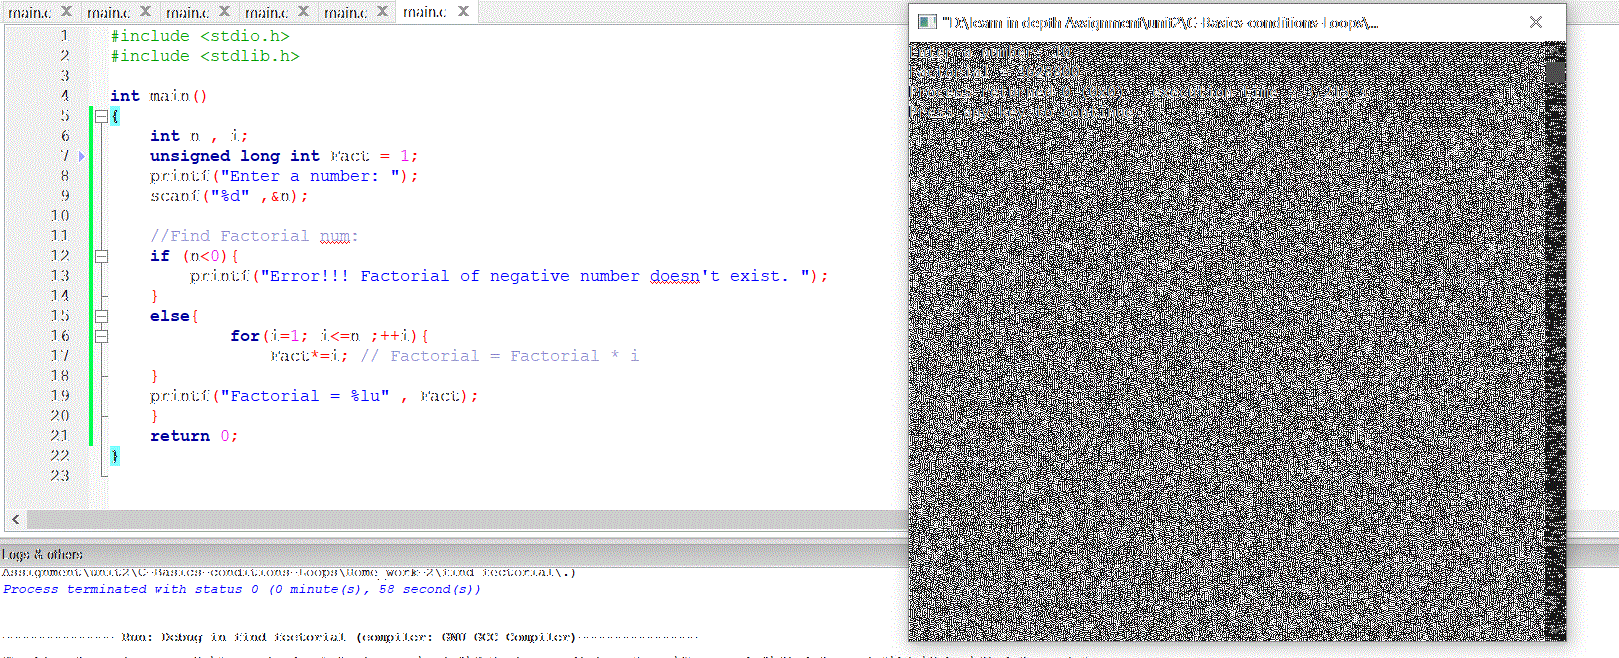 main.c main.c main.c main.c main.c main.c
1 #include <stdio.h>
2 #include <stdlib.h>
3
4 int main()
5 {
6 int n , i;
7 unsigned long int Fact = 1;
8 printf("Enter a number: ");
9 scanf("%d" ,&n);
10
11 //Find Factorial num:
12 if (n<0){
13 printf("Error!!! Factorial of negative number doesn't exist. ");
14 }
15 else{
16 for(i=1; i<=n ;++i){
17 Fact*=i; // Factorial = Factorial * i
18 }
19 printf("Factorial = %lu" , Fact);
20 }
21 return 0;
22 }
23
Logs & others
Assignment\unit2\C-Basics-conditions-Loops\Home work-2\Find Fectorial\.)
Process terminated with status 0 (0 minute(s), 58 second(s))
Run: Debug in Find Fectorial (compiler: GNU GCC Compiler)
"D:\learn in depth Assignment\unit2\C-Basics-conditions-Loops\...